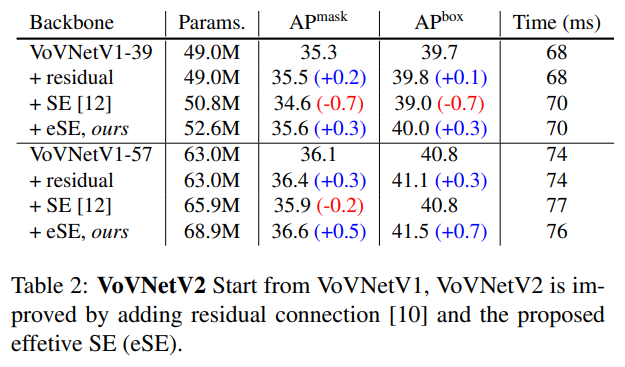 Backbone Params. AP^mask AP^box Time (ms)
VoVNetV1-39 49.0M 35.3 39.7 68
+ residual 49.0M 35.5 (+0.2) 39.8 (+0.1) 68
+ SE [12] 50.8M 34.6 (-0.7) 39.0 (-0.7) 70
+ eSE, ours 52.6M 35.6 (+0.3) 40.0 (+0.3) 70
VoVNetV1-57 63.0M 36.1 40.8 74
+ residual 63.0M 36.4 (+0.3) 41.1 (+0.3) 74
+ SE [12] 65.9M 35.9 (-0.2) 40.8 77
+ eSE, ours 68.9M 36.6 (+0.5) 41.5 (+0.7) 76
Table 2: VoVNetV2 Start from VoVNetV1, VoVNetV2 is im-
proved by adding residual connection [10] and the proposed
effetive SE (eSE).